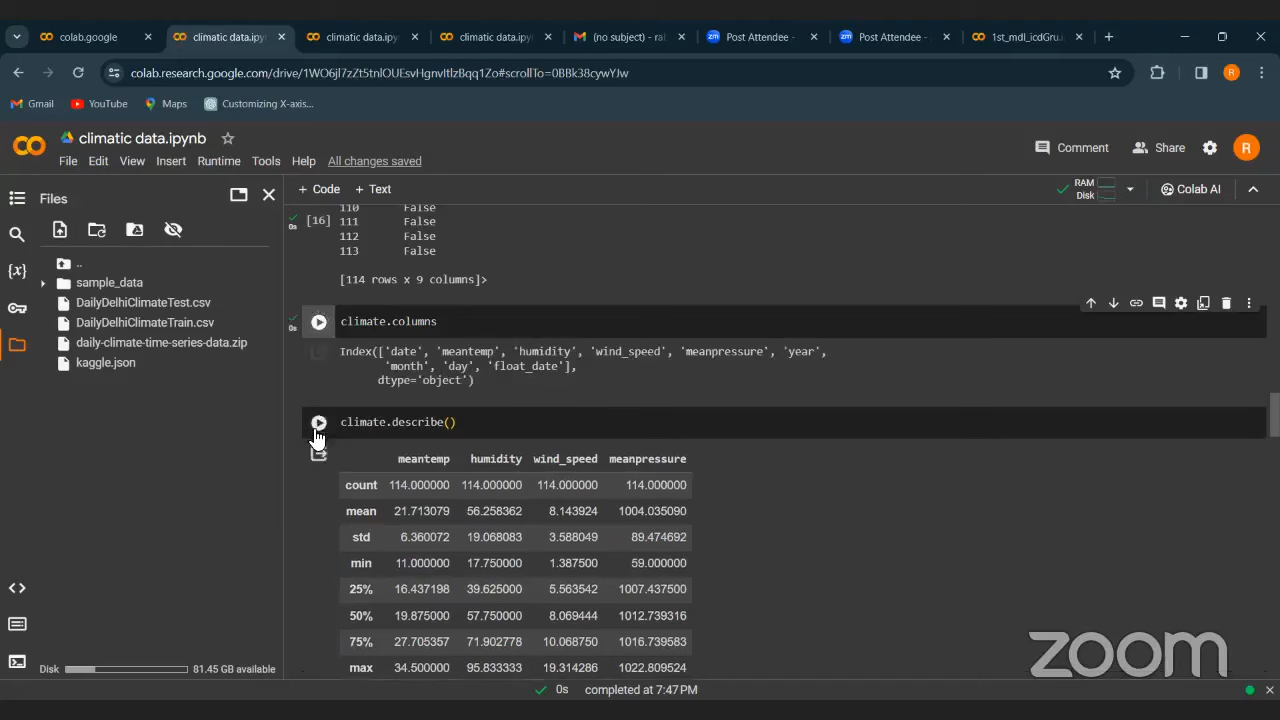 colab.google
climatic data.ipynb
climatic data.ipynb
climatic data.ipynb
(no subject) - ral
Post Attendee -
Post Attendee -
1st_mdl_icdGru.
colab.research.google.com/drive/1WO6jl7zZt5tnlOUEsvHgnvItlzBqq1Zo#scrollTo=0BBk38cywYJw
R
Gmail
YouTube
Maps
Customizing X-axis...
climatic data.ipynb
Comment
Share
R
File Edit View Insert Runtime Tools Help All changes saved
Files
+ Code + Text
RAM
Disk
Colab AI
..
sample_data
DailyDelhiClimateTest.csv
DailyDelhiClimateTrain.csv
daily-climate-time-series-data.zip
kaggle.json
{x}
110 False
0s [16] 111 False
112 False
113 False
[114 rows x 9 columns]>
0s climate.columns
Index(['date', 'meantemp', 'humidity', 'wind_speed', 'meanpressure', 'year',
'month', 'day', 'float_date'],
dtype='object')
climate.describe()
meantemp humidity wind_speed meanpressure
count 114.000000 114.000000 114.000000 114.000000
mean 21.713079 56.258362 8.143924 1004.035090
std 6.360072 19.068083 3.588049 89.474692
min 11.000000 17.750000 1.387500 59.000000
25% 16.437198 39.625000 5.563542 1007.437500
50% 19.875000 57.750000 8.069444 1012.739316
75% 27.705357 71.902778 10.068750 1016.739583
max 34.500000 95.833333 19.314286 1022.809524
Disk 81.45 GB available
0s completed at 7:47 PM
zoom